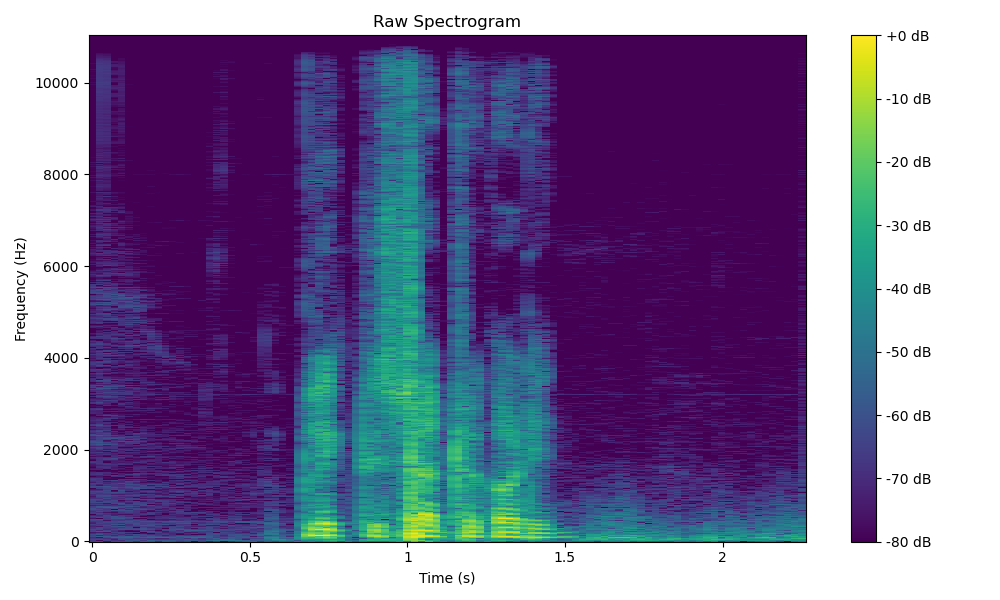 Raw Spectrogram
Frequency (Hz)
10000
8000
6000
4000
2000
0
0 0.5 1 1.5 2
Time (s)
+0 dB
-10 dB
-20 dB
-30 dB
-40 dB
-50 dB
-60 dB
-70 dB
-80 dB